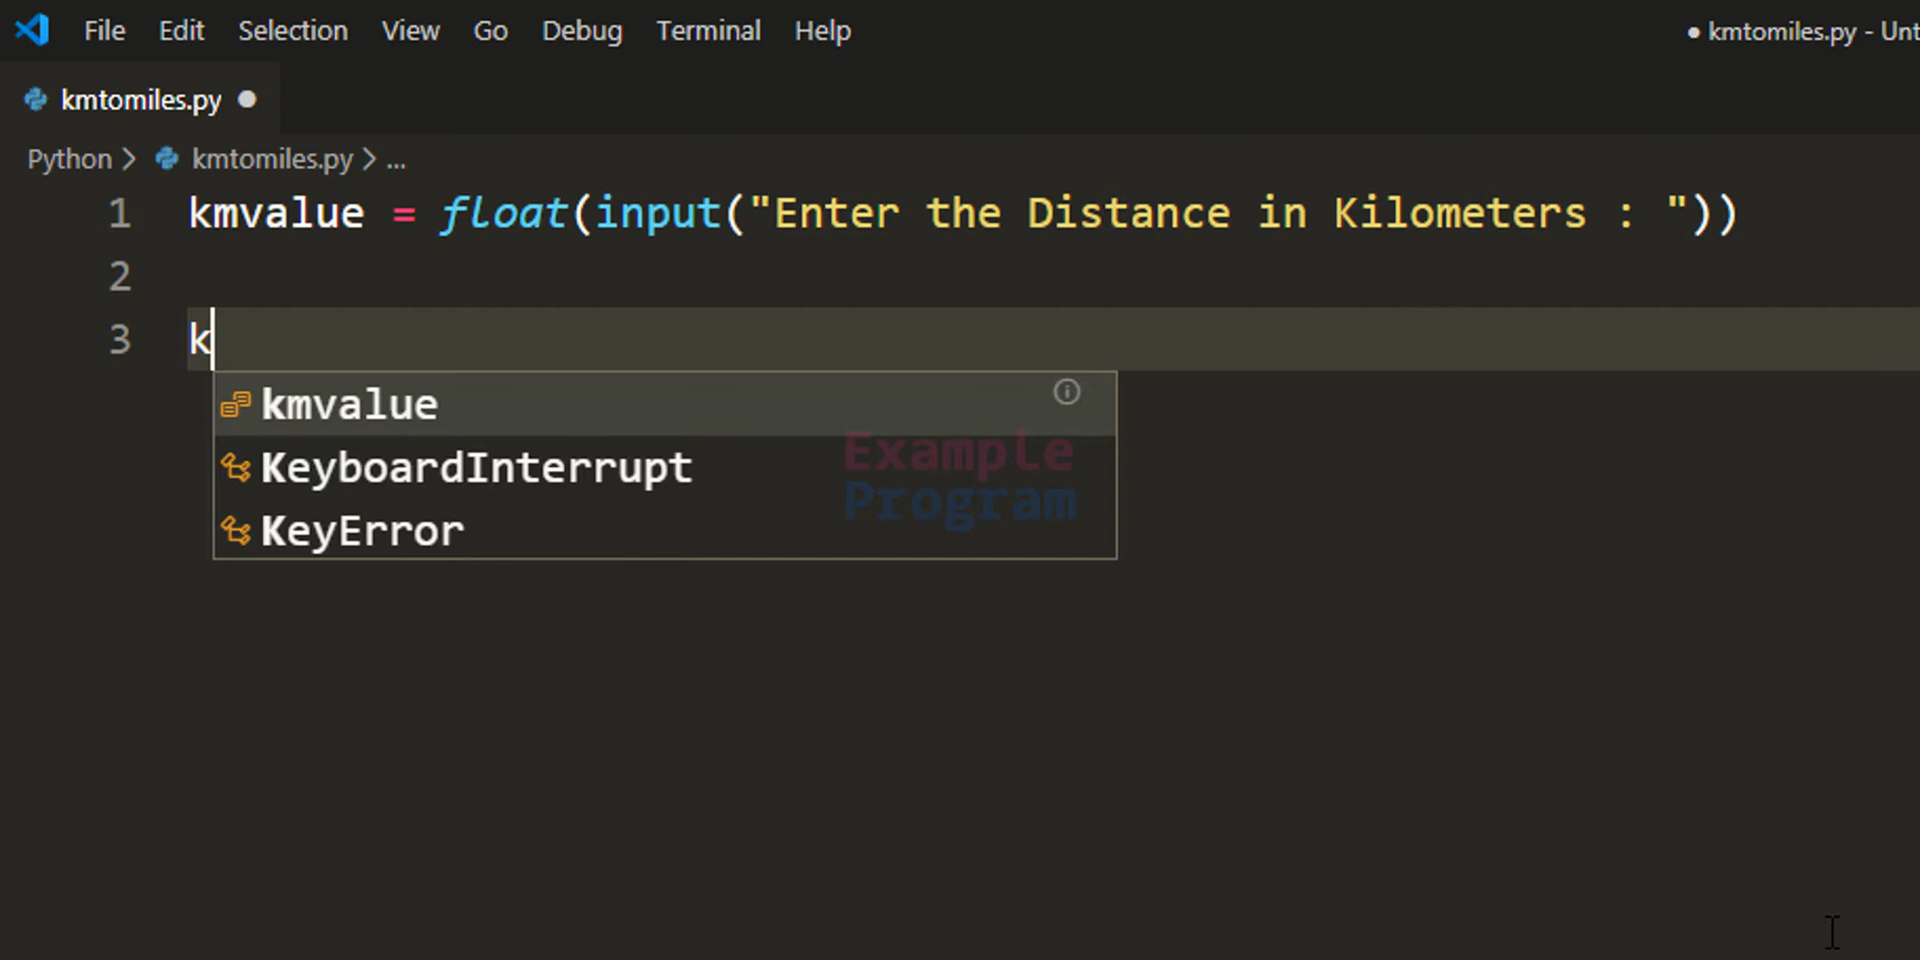 File Edit Selection View Go Debug Terminal Help
● kmtomiles.py - Unt
kmtomiles.py ●
Python > kmtomiles.py > ...
1 kmvalue = float(input("Enter the Distance in Kilometers : "))
2
3 k
kmvalue
KeyboardInterrupt
KeyError
Example
Program